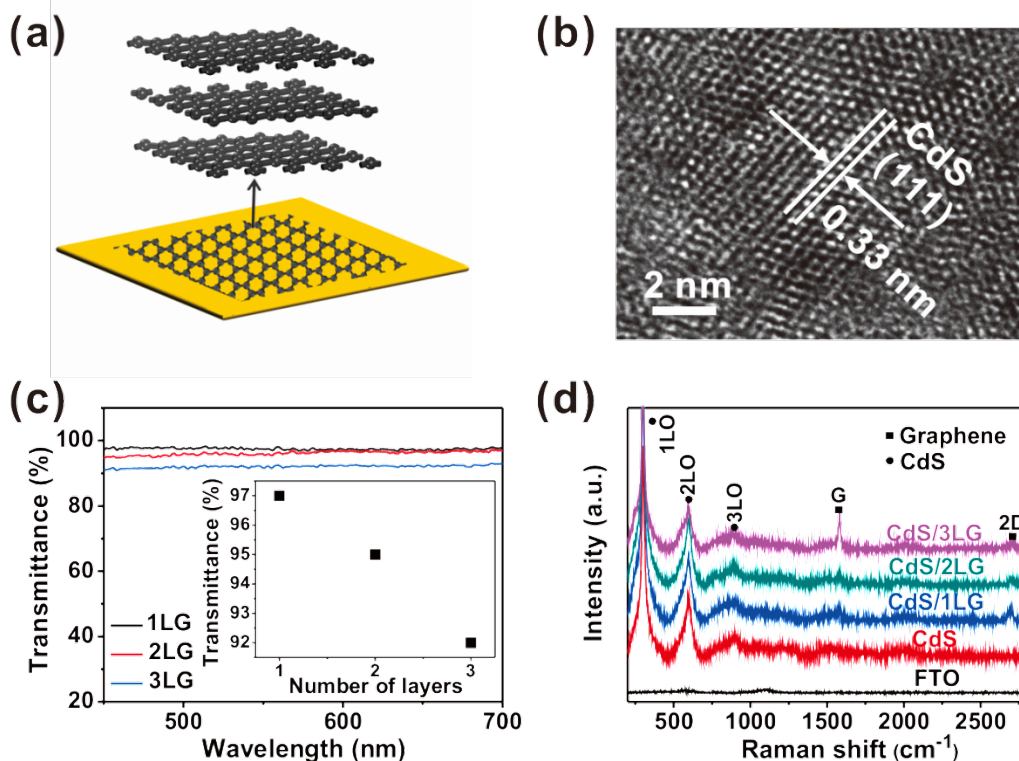 (a)
(b)
CdS
(111)
0.33 nm
2 nm
(c)
Transmittance (%)
100
80
60
40
20
500
600
700
Wavelength (nm)
1LG
2LG
3LG
Transmittance (%)
97
96
95
94
93
92
1
2
3
Number of layers
(d)
Intensity (a.u.)
1LO
2LO
3LO
G
2D
Graphene
CdS
CdS/3LG
CdS/2LG
CdS/1LG
CdS
FTO
500
1000
1500
2000
2500
Raman shift (cm⁻¹)